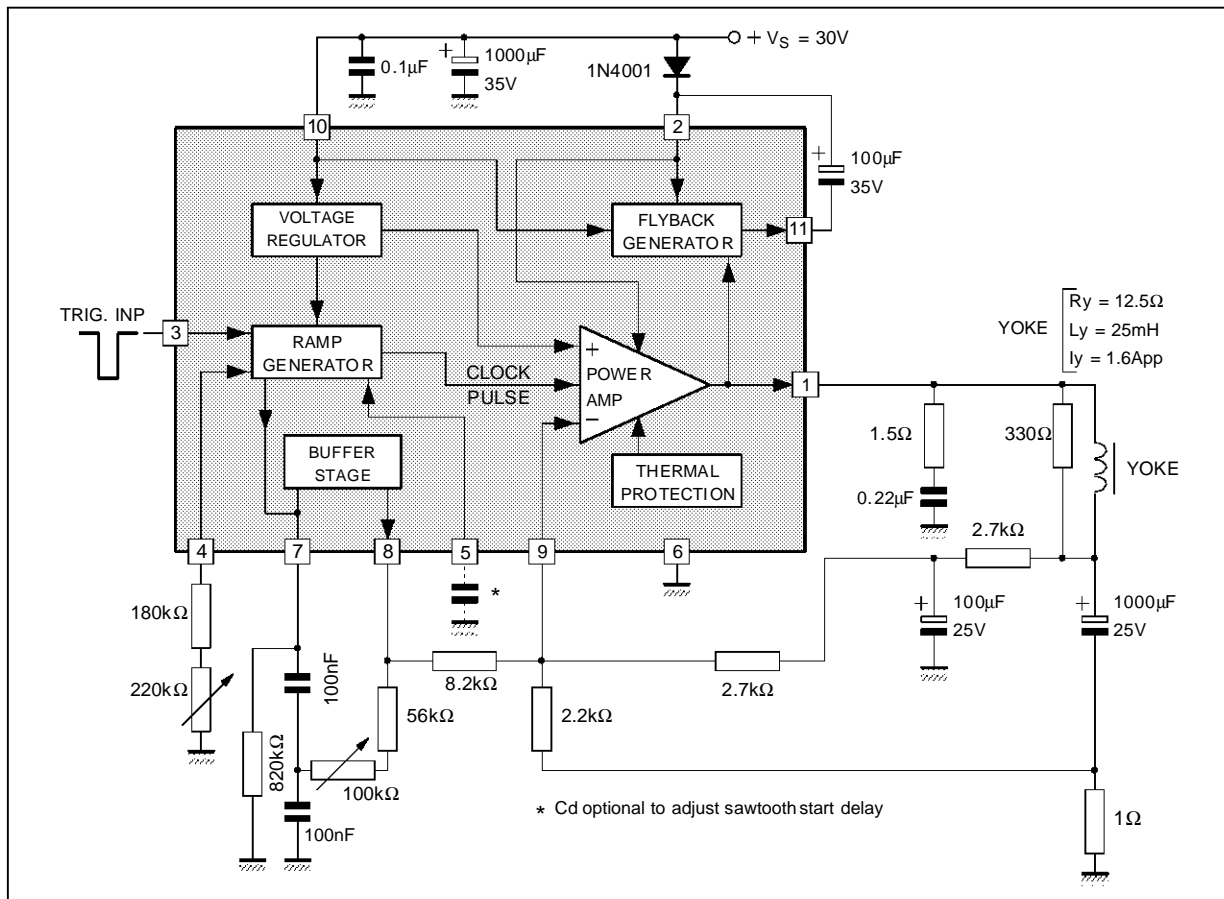 + VS = 30V
0.1µF
+
1000µF
35V
1N4001
10
2
+
100µF
35V
VOLTAGE
REGULATOR
FLYBACK
GENERATOR
11
TRIG. INP
3
RAMP
GENERATOR
CLOCK
PULSE
+
POWER
AMP
−
1
YOKE
Ry = 12.5Ω
Ly = 25mH
Iy = 1.6App
BUFFER
STAGE
THERMAL
PROTECTION
1.5Ω
330Ω
YOKE
0.22µF
2.7kΩ
4
7
8
5
9
6
*
180kΩ
+
100µF
25V
+
1000µF
25V
220kΩ
100nF
8.2kΩ
2.7kΩ
56kΩ
2.2kΩ
820kΩ
100kΩ
100nF
* Cd optional to adjust sawtooth start delay
1Ω